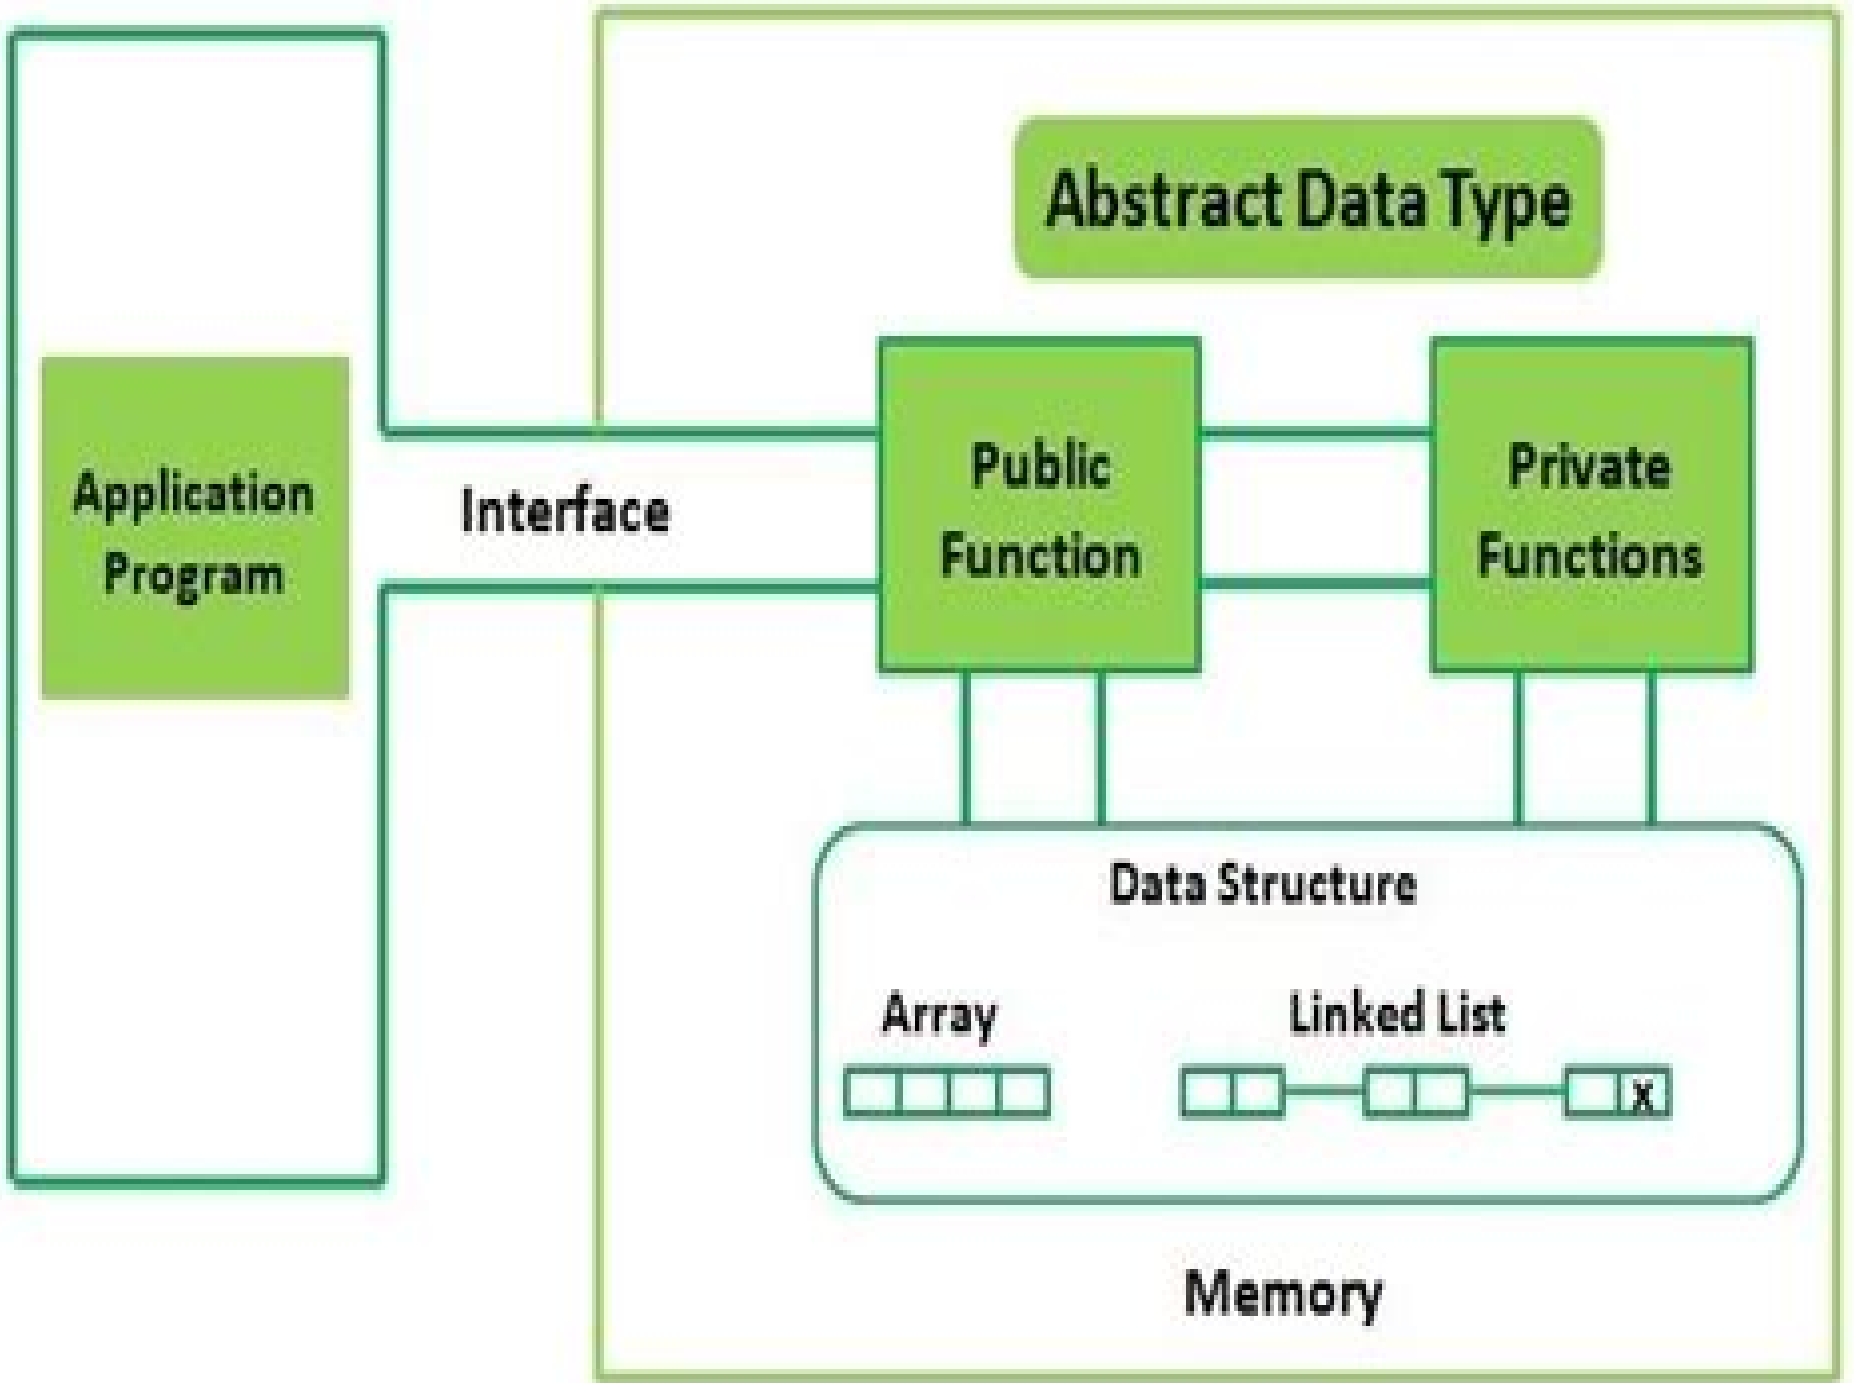 Abstract Data Type
Application
Program
Interface
Public
Function
Private
Functions
Data Structure
Array
Linked List
X
Memory